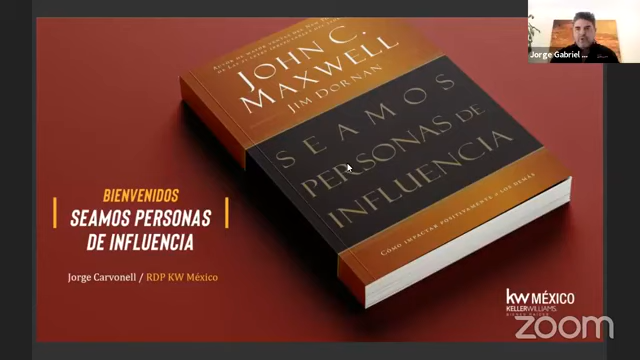 Jorge Gabriel ...
JOHN C.
MAXWELL
JIM DORNAN
SEAMOS
PERSONAS DE
INFLUENCIA
CÓMO IMPACTAR POSITIVAMENTE A LOS DEMÁS
BIENVENIDOS
SEAMOS PERSONAS
DE INFLUENCIA
Jorge Carvonell / RDP KW México
kw MÉXICO
KELLERWILLIAMS.
zoom